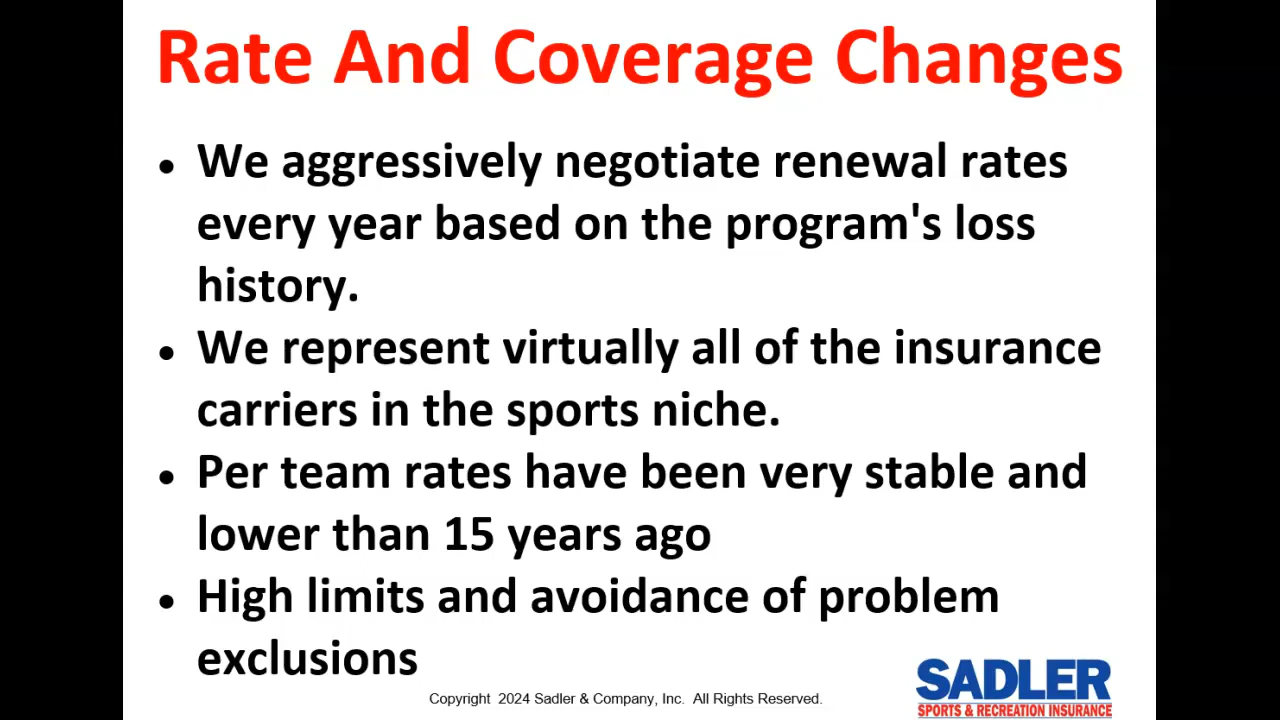 Rate And Coverage Changes
• We aggressively negotiate renewal rates
every year based on the program's loss
history.
• We represent virtually all of the insurance
carriers in the sports niche.
• Per team rates have been very stable and
lower than 15 years ago
• High limits and avoidance of problem
exclusions
Copyright 2024 Sadler & Company, Inc. All Rights Reserved.
SADLER
SPORTS & RECREATION INSURANCE